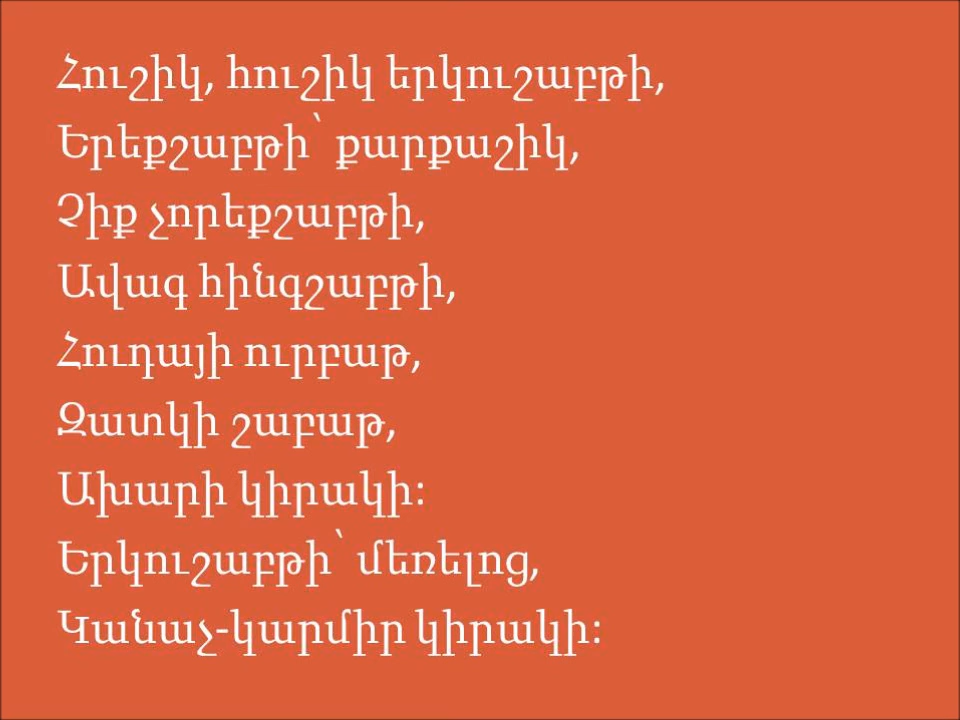 Հուշիկ, հուշիկ երկուշաբթի,
Երեքշաբթի՝ քարքաշիկ,
Չիք չորեքշաբթի,
Ավագ հինգշաբթի,
Հուդայի ուրբաթ,
Զատկի շաբաթ,
Ախարի կիրակի։
Երկուշաբթի՝ մեռելոց,
Կանաչ-կարմիր կիրակի։